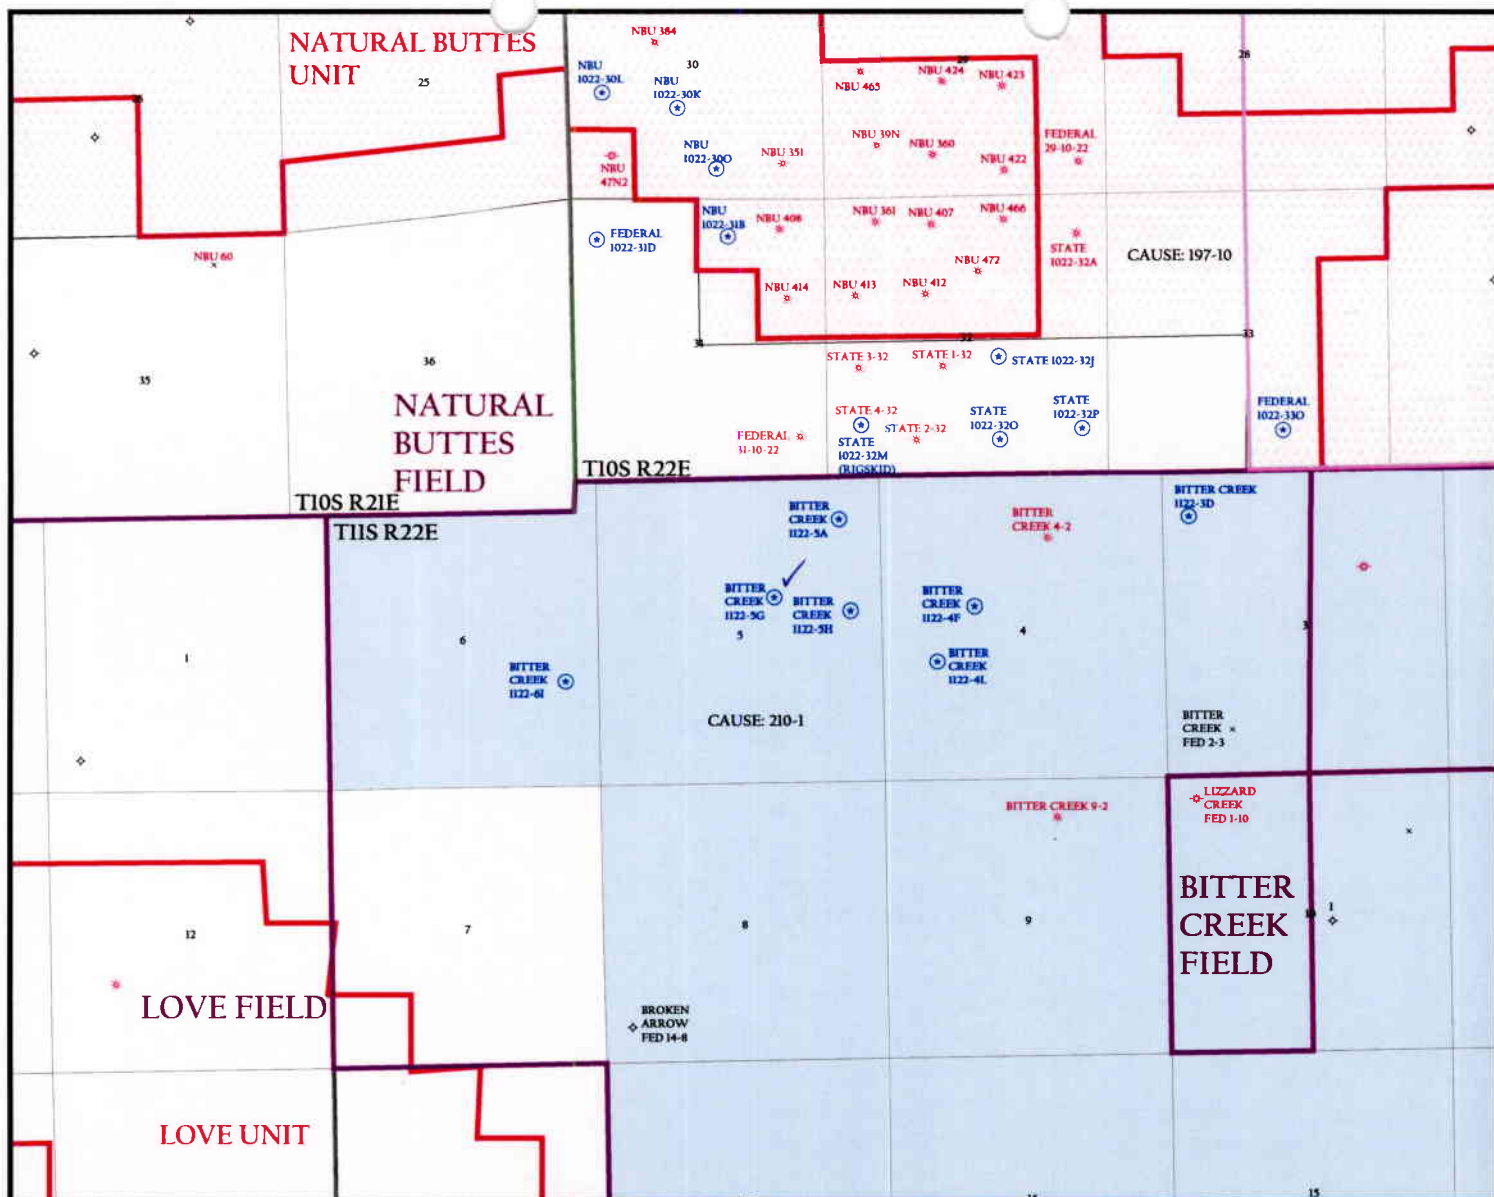 NATURAL BUTTES
UNIT
25
26
NBU 384
30
NBU
1022-30L
NBU
1022-30K
NBU
1022-30O
NBU 351
NBU
47N2
NBU
1022-31B
NBU 408
FEDERAL
1022-31D
NBU 414
NBU 465
29
NBU 424
NBU 423
NBU 39N
NBU 360
NBU 422
NBU 361
NBU 407
NBU 466
NBU 472
NBU 413
NBU 412
28
FEDERAL
29-10-22
STATE
1022-32A
CAUSE: 197-10
NBU 60
35
36
31
32
33
NATURAL
BUTTES
FIELD
STATE 3-32
STATE 1-32
STATE 1022-32J
STATE 4-32
STATE
1022-32M
(RIGSKID)
STATE 2-32
STATE
1022-32O
STATE
1022-32P
FEDERAL
1022-33O
FEDERAL
31-10-22
T10S R22E
T10S R21E
T11S R22E
BITTER
CREEK
1122-5A
BITTER
CREEK 4-2
BITTER CREEK
1122-3D
BITTER
CREEK
1122-5G
BITTER
CREEK
1122-5H
BITTER
CREEK
1122-4F
1
6
5
4
3
BITTER
CREEK
1122-6I
BITTER
CREEK
1122-4L
CAUSE: 210-1
BITTER
CREEK
FED 2-3
BITTER CREEK 9-2
LIZZARD
CREEK
FED 1-10
BITTER
CREEK
FIELD
12
7
8
9
10
1
LOVE FIELD
BROKEN
ARROW
FED 14-8
LOVE UNIT
15